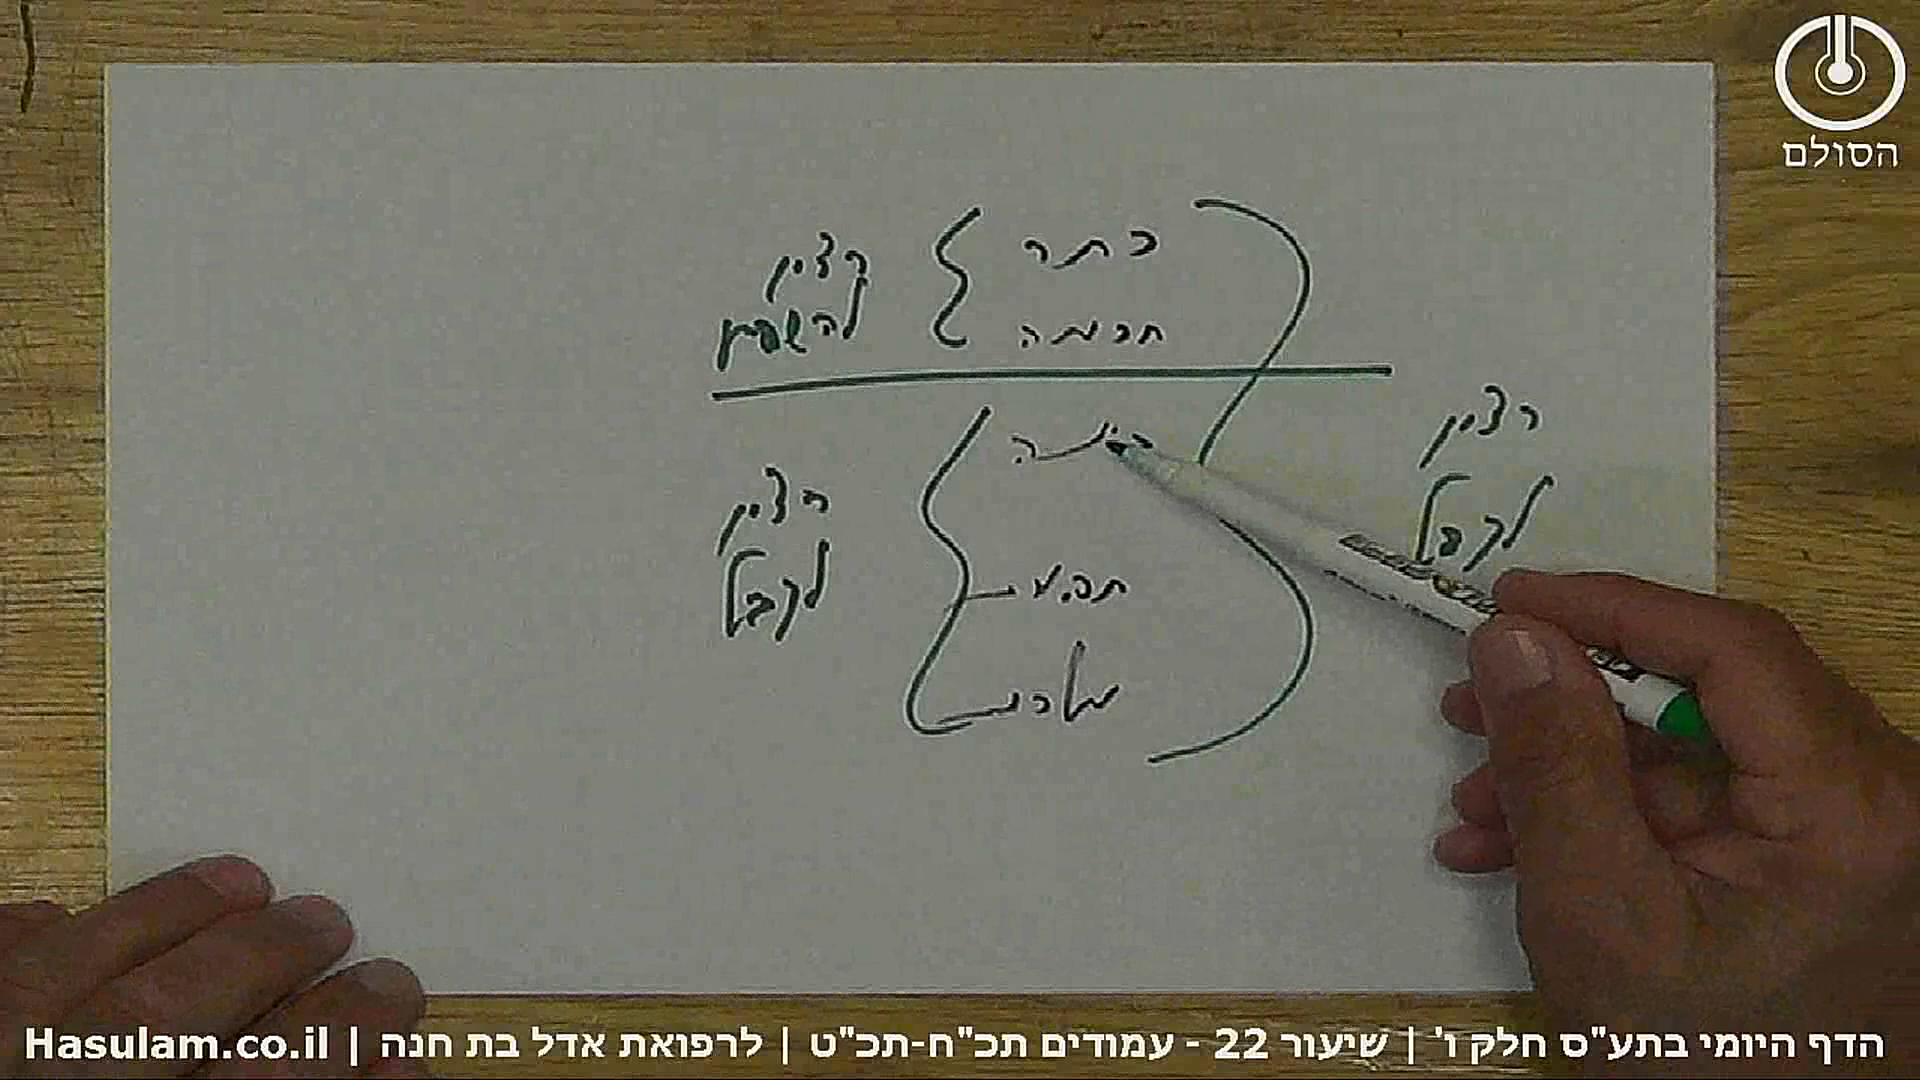 הסולם
כתר
חכמה
רצון
להשפיע
בינה
תפ.
מלכות
רצון
לקבל
רצון
לקבל
הדף היומי בתע"ס חלק ו' | שיעור 22 - עמודים תכ"ח-תכ"ט | לרפואת אדל בת חנה | Hasulam.co.il